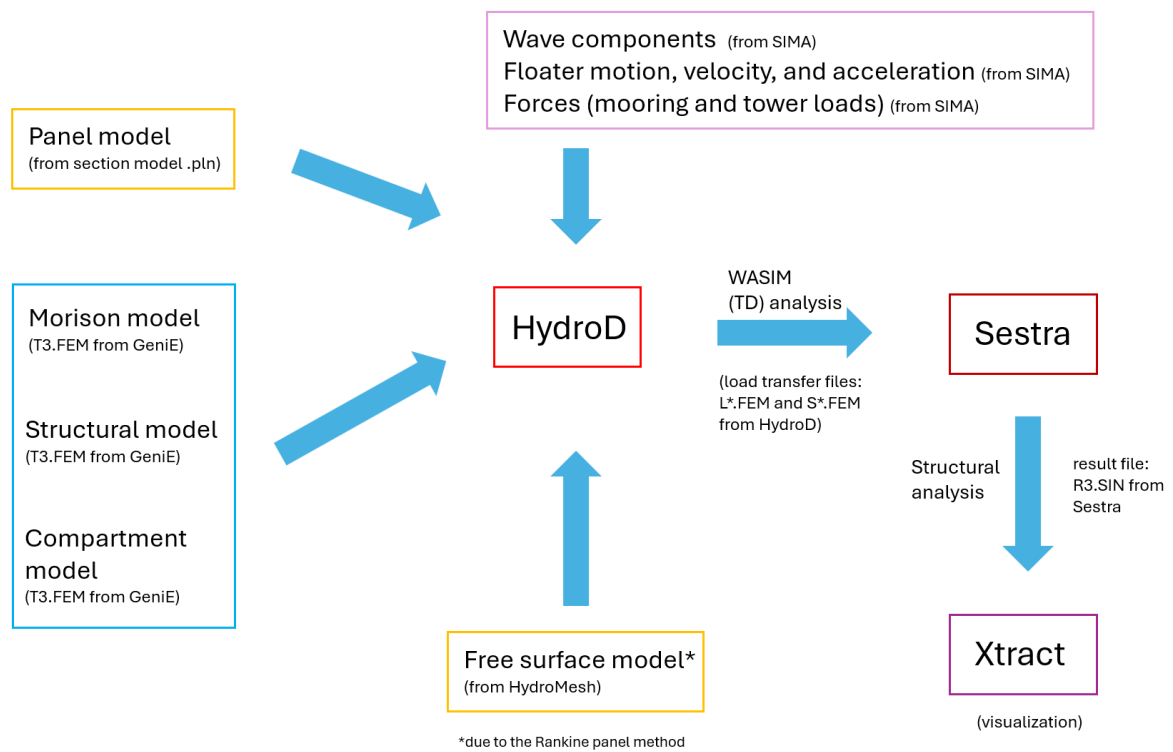 Wave components (from SIMA)
Floater motion, velocity, and acceleration (from SIMA)
Forces (mooring and tower loads) (from SIMA)
Panel model
(from section model .pln)
Morison model
(T3.FEM from GeniE)
Structural model
(T3.FEM from GeniE)
Compartment
model
(T3.FEM from GeniE)
HydroD
WASIM
(TD) analysis
(load transfer files:
L*.FEM and S*.FEM
from HydroD)
Sestra
Structural
analysis
result file:
R3.SIN from
Sestra
Free surface model*
(from HydroMesh)
*due to the Rankine panel method
Xtract
(visualization)